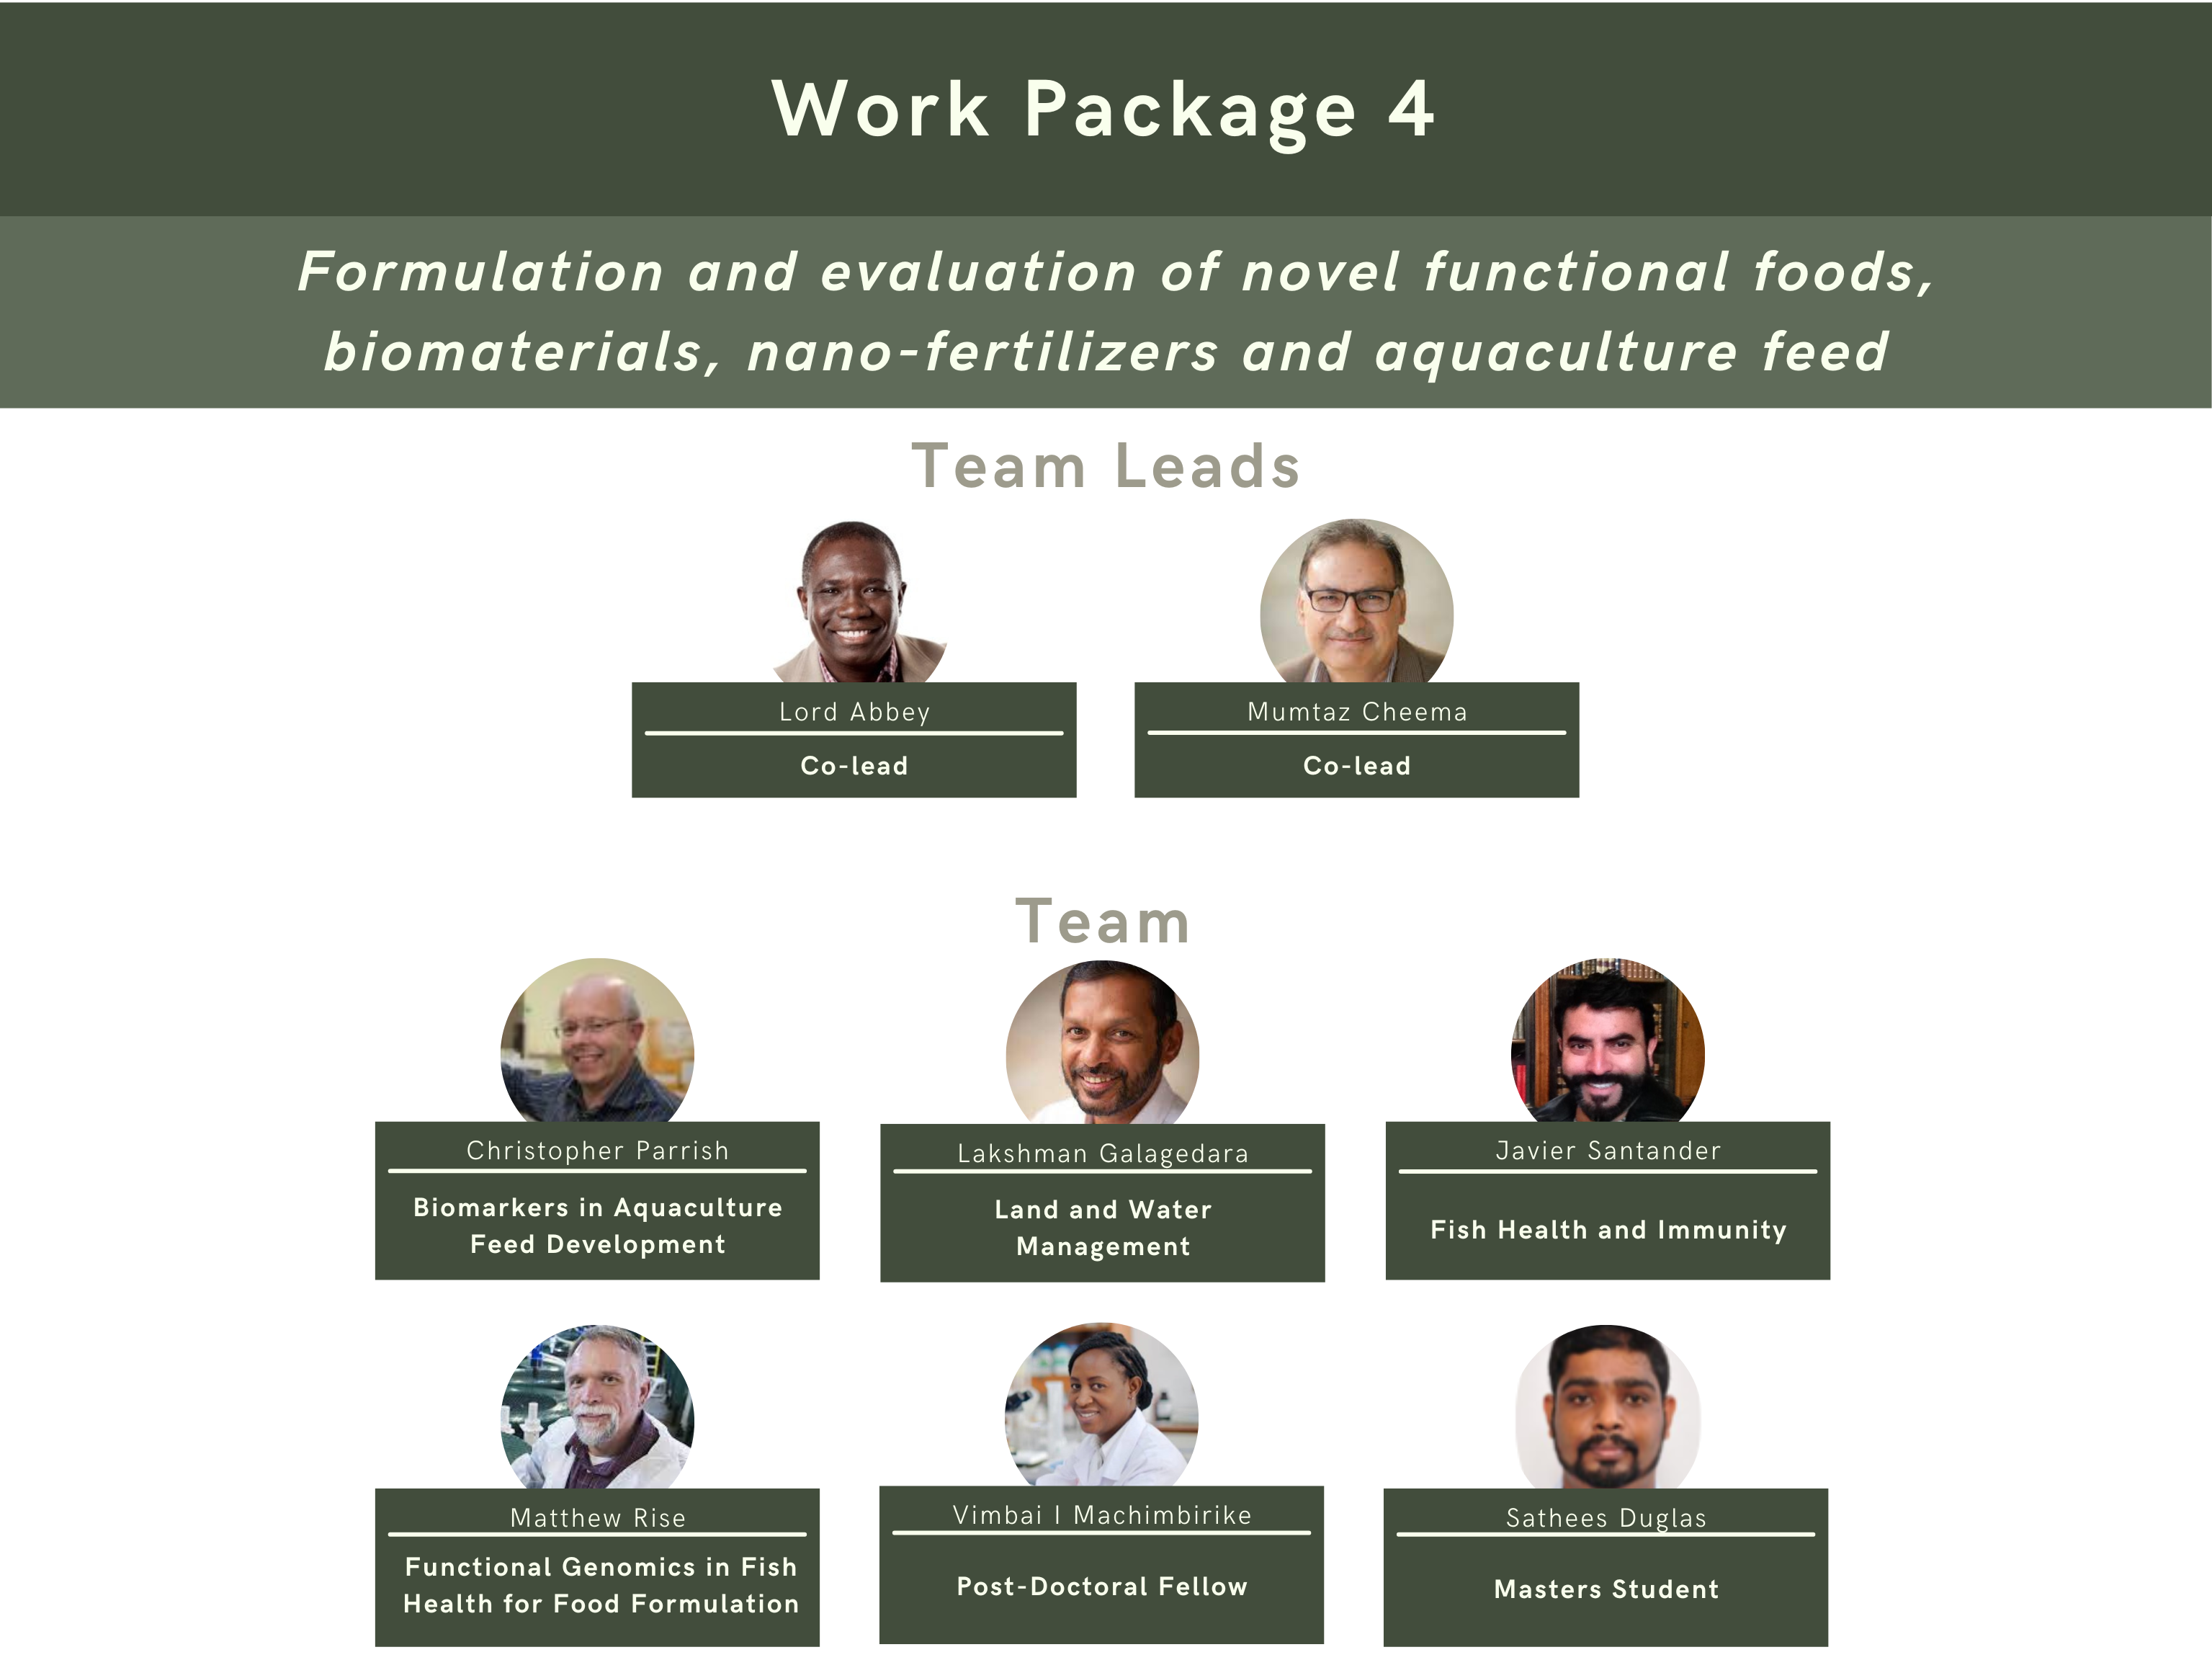 Work Package 4
Formulation and evaluation of novel functional foods,
biomaterials, nano-fertilizers and aquaculture feed
Team Leads
Lord Abbey
Co-lead
Mumtaz Cheema
Co-lead
Team
Christopher Parrish
Biomarkers in Aquaculture
Feed Development
Lakshman Galagedara
Land and Water
Management
Javier Santander
Fish Health and Immunity
Matthew Rise
Functional Genomics in Fish
Health for Food Formulation
Vimbai I Machimbirike
Post-Doctoral Fellow
Sathees Duglas
Masters Student